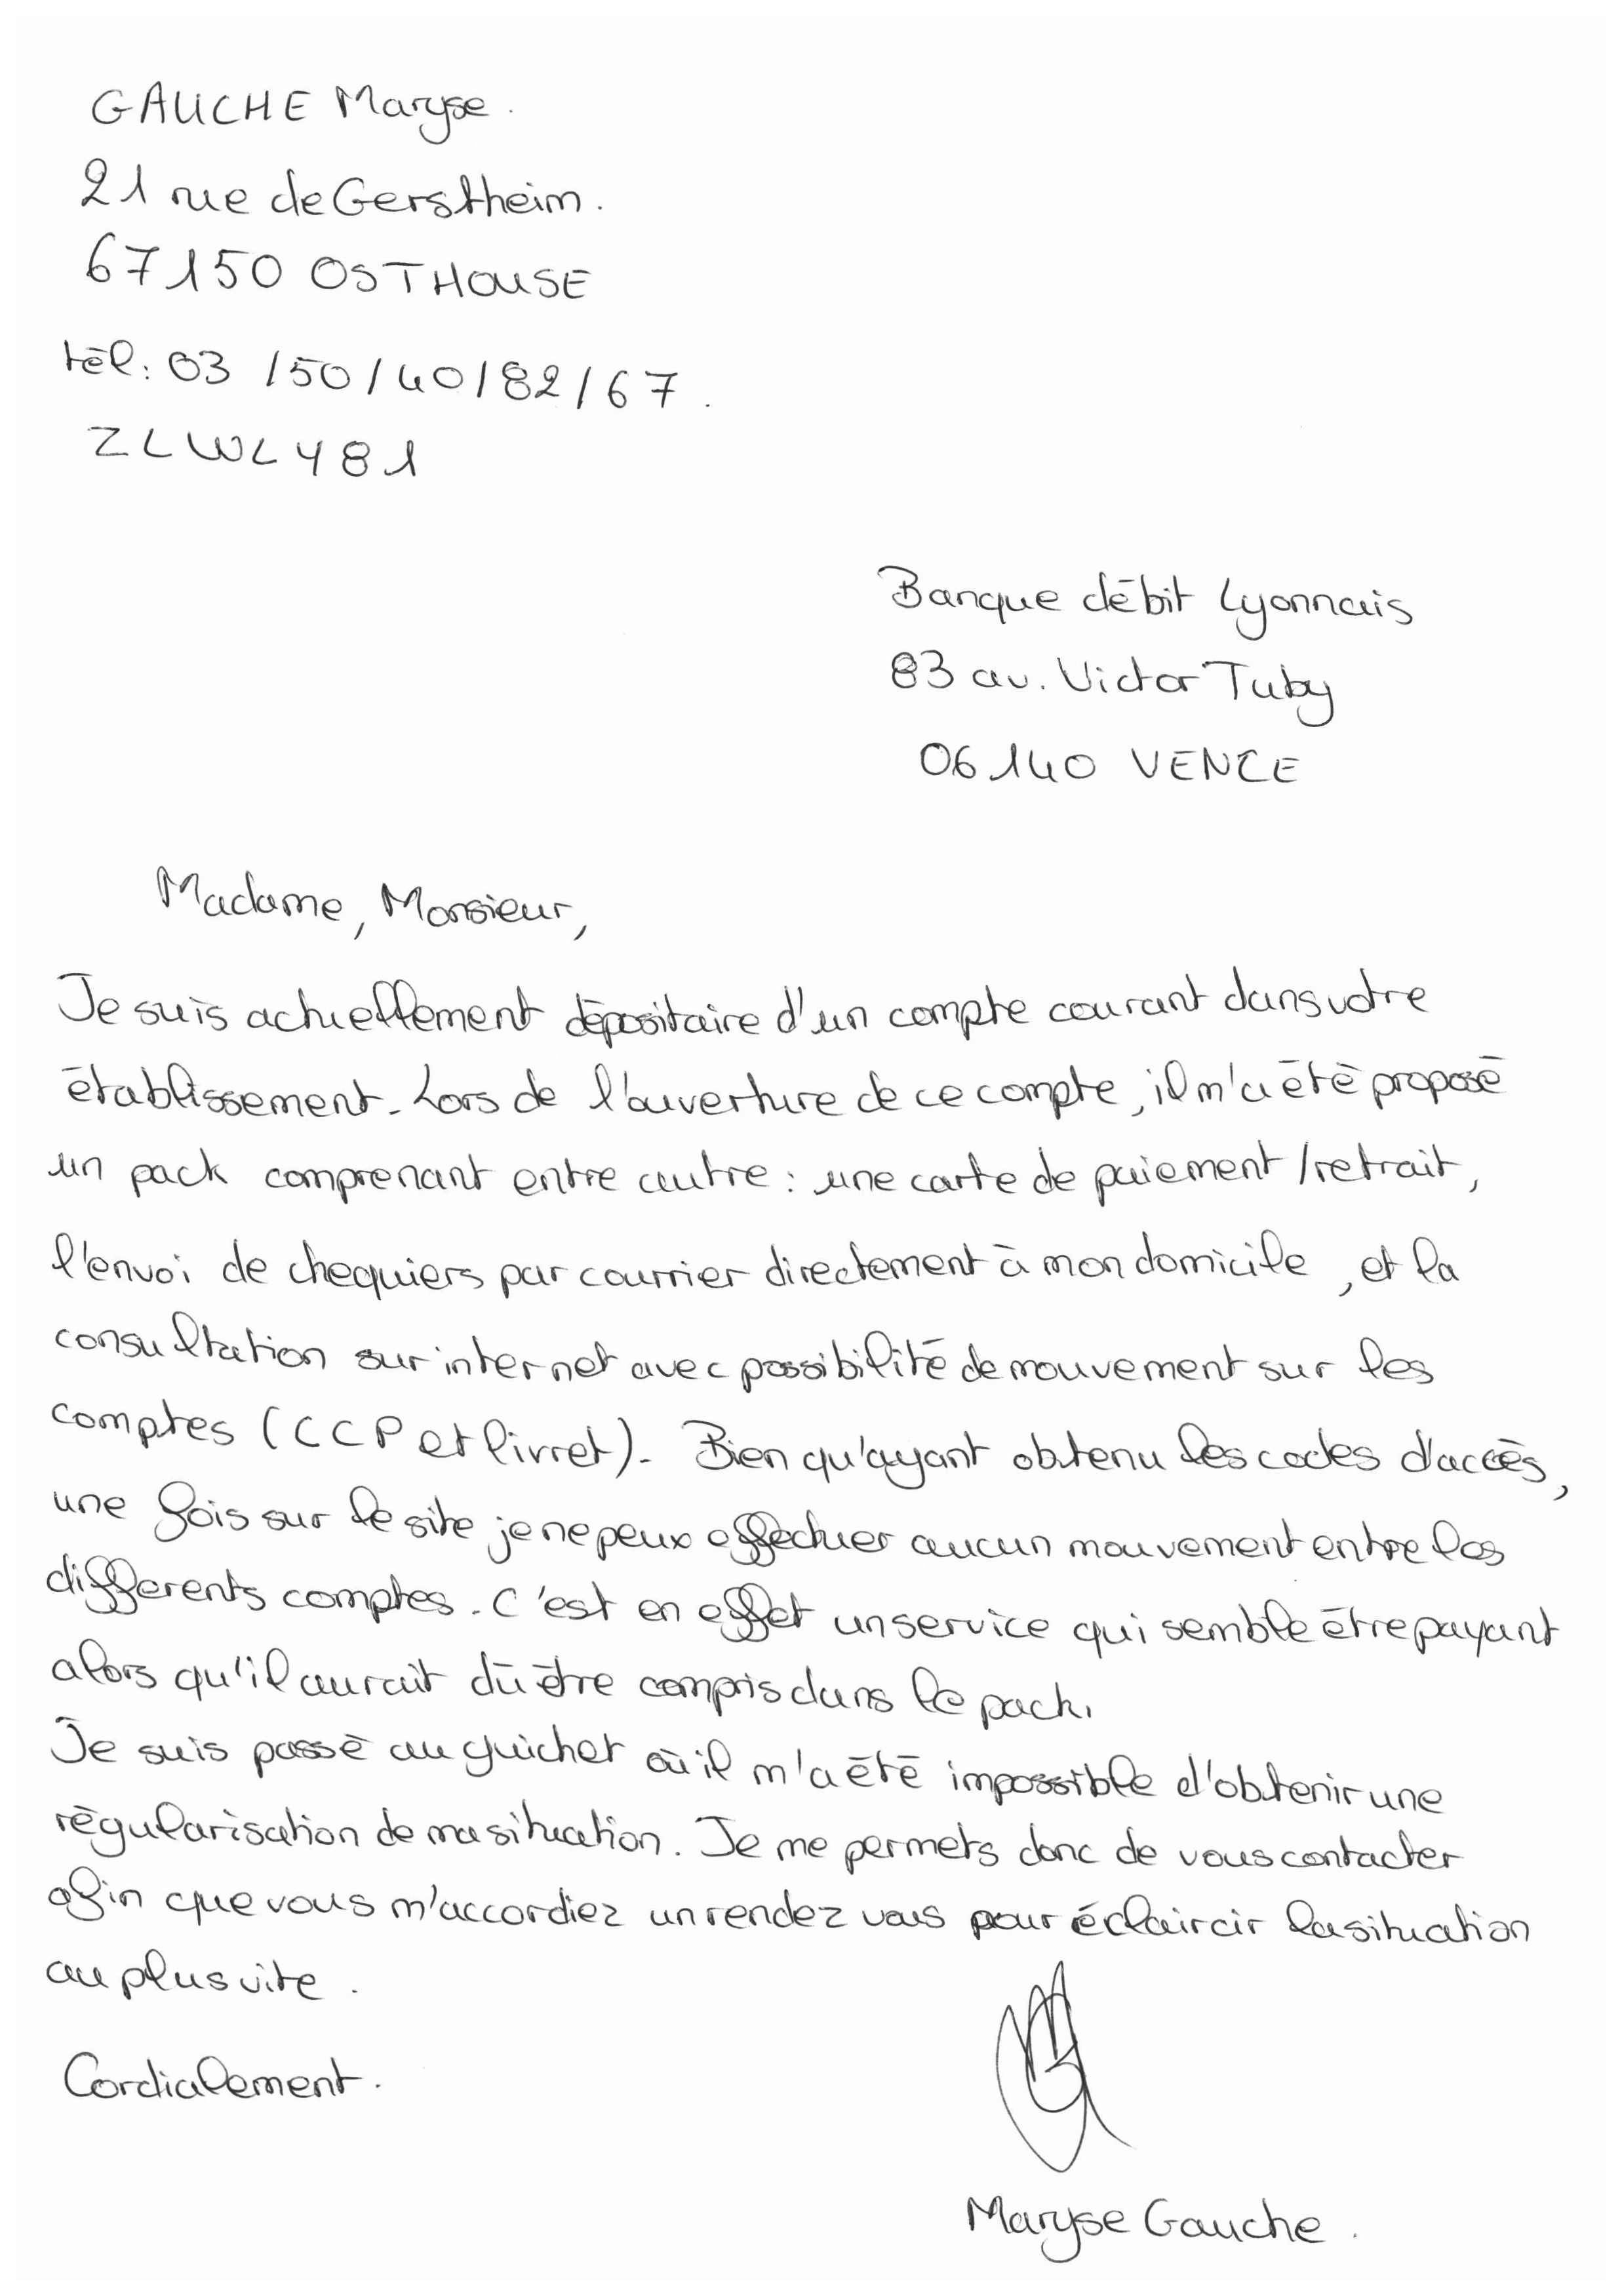 GAUCHE Maryse.
21 rue de Gerstheim.
67150 OSTHOUSE
tél: 03 /50/40/82/67.
ZLWL481
Banque débit Lyonnais
83 av. Victor Tuby
06140 VENCE
Madame, Monsieur,
Je suis actuellement dépositaire d'un compte courant dans votre
établissement. Lors de l'ouverture de ce compte, il m'a été proposé
un pack comprenant entre autre : une carte de paiement /retrait,
l'envoi de chequiers par courrier directement à mon domicile, et la
consultation sur internet avec possibilité de mouvement sur les
comptes (CCP et livret). Bien qu'ayant obtenu les codes d'accès,
une fois sur le site je ne peux effectuer aucun mouvement entre les
differents comptes. C'est en effet un service qui semble être payant
alors qu'il aurait dû être compris dans le pack.
Je suis passé au guichet où il m'a été impossible d'obtenir une
régularisation de ma situation. Je me permets donc de vous contacter
afin que vous m'accordiez un rendez vous pour éclaircir la situation
au plus vite.
Cordialement.
Maryse Gauche.